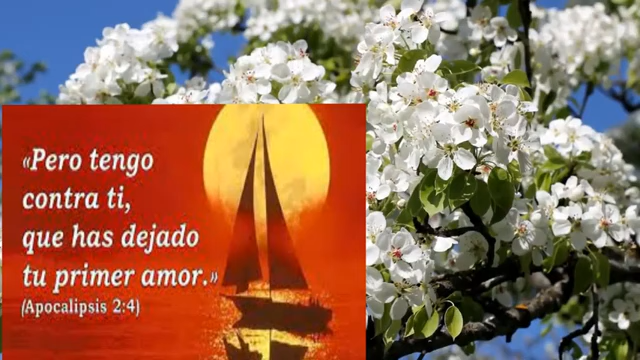 «Pero tengo
contra ti,
que has dejado
tu primer amor.»
(Apocalipsis 2:4)